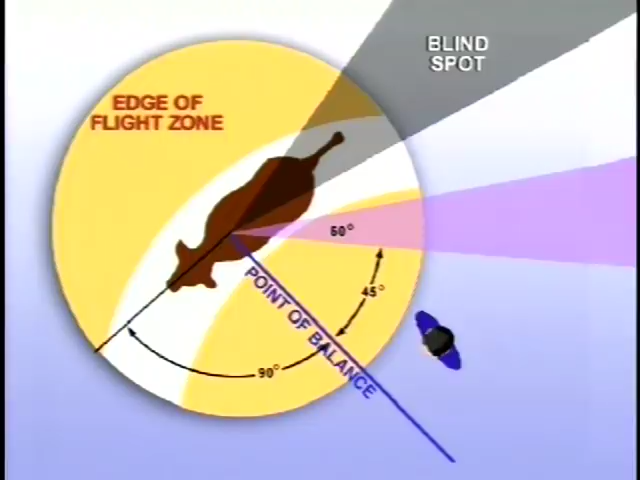 BLIND
SPOT
EDGE OF
FLIGHT ZONE
60°
45°
POINT OF BALANCE
90°